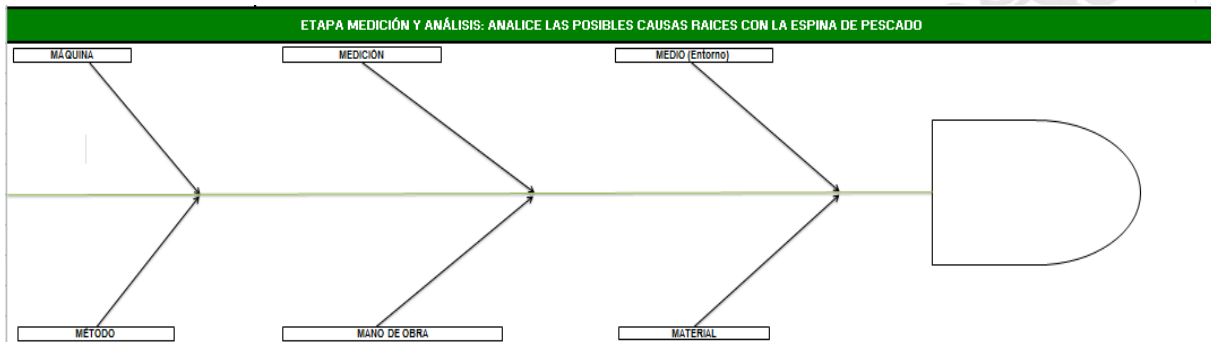 ETAPA MEDICIÓN Y ANÁLISIS: ANALICE LAS POSIBLES CAUSAS RAICES CON LA ESPINA DE PESCADO
MÁQUINA
MEDICIÓN
MEDIO (Entorno)
MÉTODO
MANO DE OBRA
MATERIAL